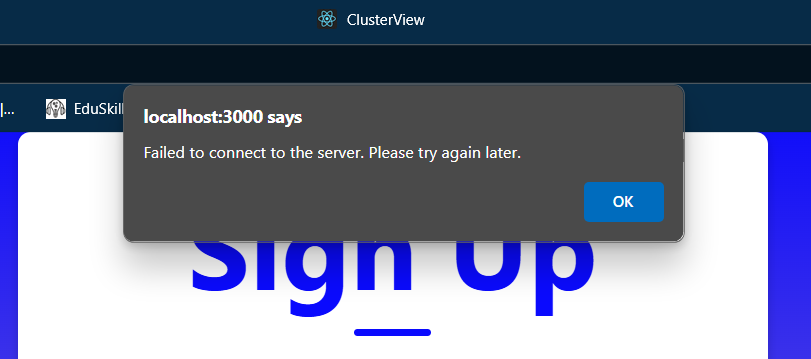 ClusterView
|...
EduSkill
localhost:3000 says
Failed to connect to the server. Please try again later.
OK
Sign Up